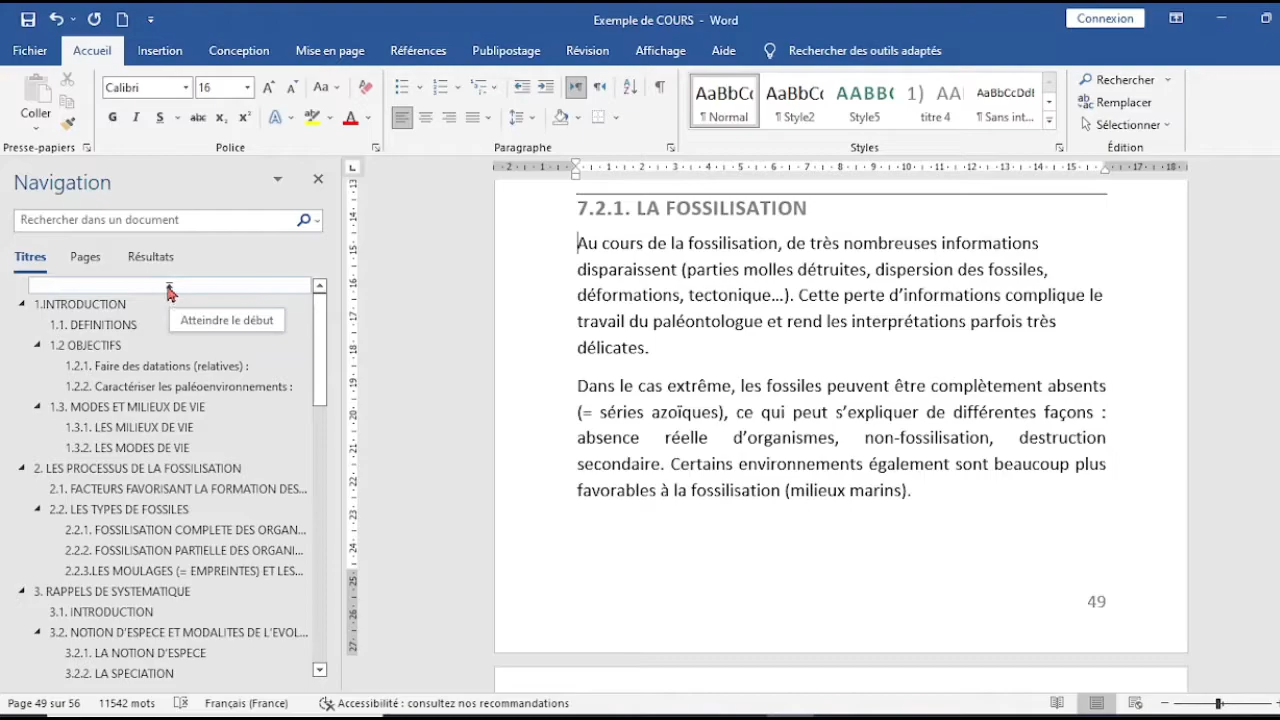 Exemple de COURS - Word
Connexion
Fichier Accueil Insertion Conception Mise en page Références Publipostage Révision Affichage Aide Rechercher des outils adaptés
Coller
Calibri 16
Aa
G I S abc x₂ x²
A A
AaBbCc AaBbCc AABBC 1) AA AaBbCcDdI
¶ Normal ¶ Style2 Style5 titre 4 ¶ Sans int...
Rechercher
Remplacer
Sélectionner
Presse-papiers Police Paragraphe Styles Édition
Navigation
Rechercher dans un document
Titres Pages Résultats
Atteindre le début
1.INTRODUCTION
1.1. DEFINITIONS
1.2 OBJECTIFS
1.2.1. Faire des datations (relatives) :
1.2.2. Caractériser les paléoenvironnements :
1.3. MODES ET MILIEUX DE VIE
1.3.1. LES MILIEUX DE VIE
1.3.2. LES MODES DE VIE
2. LES PROCESSUS DE LA FOSSILISATION
2.1. FACTEURS FAVORISANT LA FORMATION DES...
2.2. LES TYPES DE FOSSILES
2.2.1. FOSSILISATION COMPLETE DES ORGAN...
2.2.2. FOSSILISATION PARTIELLE DES ORGANI...
2.2.3.LES MOULAGES (= EMPREINTES) ET LES...
3. RAPPELS DE SYSTEMATIQUE
3.1. INTRODUCTION
3.2. NOTION D'ESPECE ET MODALITES DE L'EVOL...
3.2.1. LA NOTION D'ESPECE
3.2.2. LA SPECIATION
7.2.1. LA FOSSILISATION
Au cours de la fossilisation, de très nombreuses informations
disparaissent (parties molles détruites, dispersion des fossiles,
déformations, tectonique…). Cette perte d’informations complique le
travail du paléontologue et rend les interprétations parfois très
délicates.
Dans le cas extrême, les fossiles peuvent être complètement absents
(= séries azoïques), ce qui peut s’expliquer de différentes façons :
absence réelle d’organismes, non-fossilisation, destruction
secondaire. Certains environnements également sont beaucoup plus
favorables à la fossilisation (milieux marins).
49
Page 49 sur 56 11542 mots Français (France) Accessibilité : consultez nos recommandations